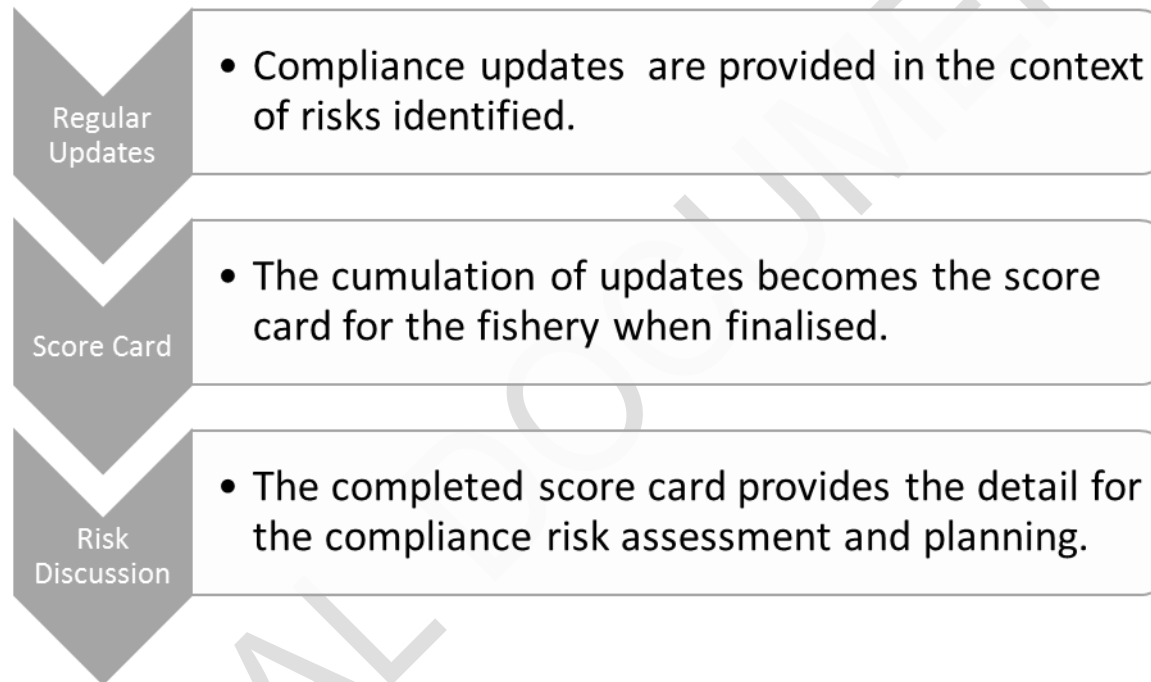 Regular
Updates
• Compliance updates are provided in the context
of risks identified.
Score Card
• The cumulation of updates becomes the score
card for the fishery when finalised.
Risk
Discussion
• The completed score card provides the detail for
the compliance risk assessment and planning.
AL DOCUME